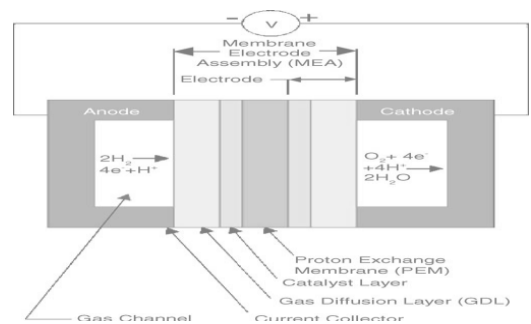 - V +
Membrane
Electrode
Assembly (MEA)
Electrode
Anode
Cathode
2H₂
4e⁻+H⁺
O₂+ 4e⁻
+4H⁺
2H₂O
Proton Exchange
Membrane (PEM)
Catalyst Layer
Gas Diffusion Layer (GDL)
Gas Channel
Current Collector